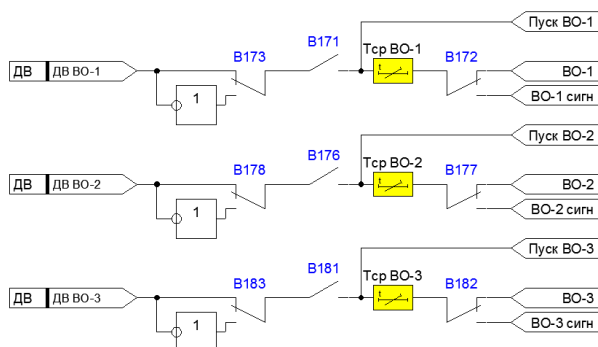 Пуск ВО-1
В171
В173
Тср ВО-1
В172
ДВ
ДВ ВО-1
t
ВО-1
1
ВО-1 сигн
Пуск ВО-2
В176
В178
Тср ВО-2
В177
ДВ
ДВ ВО-2
t
ВО-2
1
ВО-2 сигн
Пуск ВО-3
В181
В183
Тср ВО-3
В182
ДВ
ДВ ВО-3
t
ВО-3
1
ВО-3 сигн